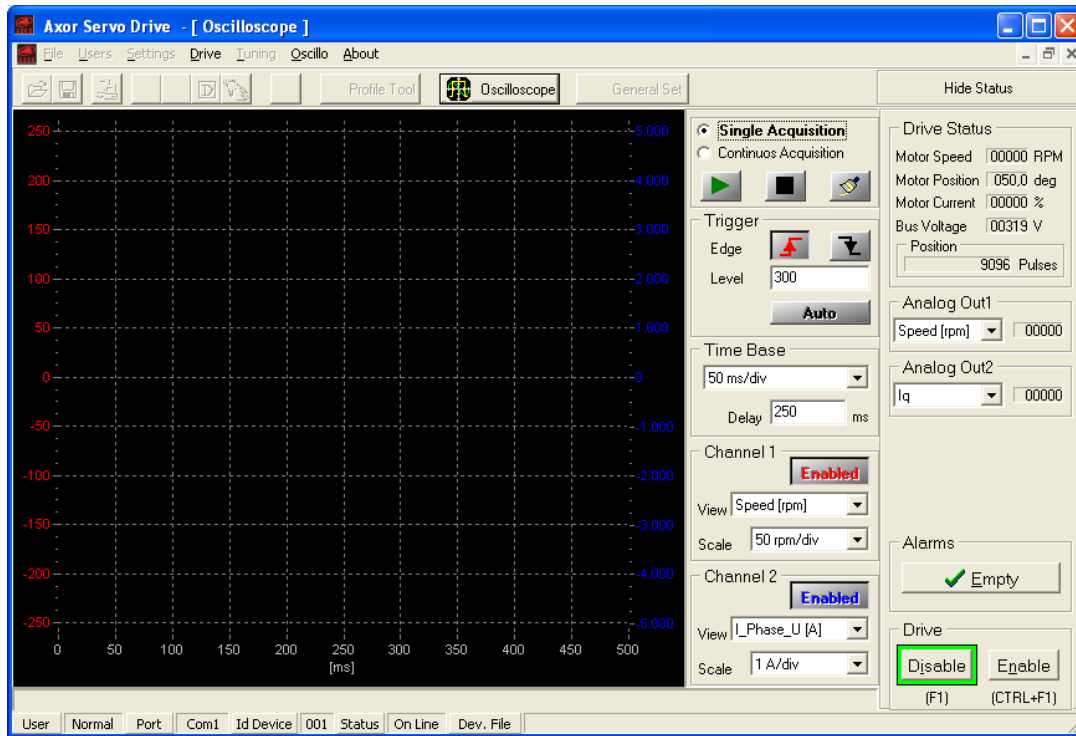 Axor Servo Drive - [ Oscilloscope ]
File Users Settings Drive Tuning Oscillo About
Profile Tool Oscilloscope General Set Hide Status
250
200
150
100
50
0
-50
-100
-150
-200
-250
5.000
4.000
3.000
2.000
1.000
0
-1.000
-2.000
-3.000
-4.000
-5.000
0 50 100 150 200 250 300 350 400 450 500
[ms]
Single Acquisition
Continuos Acquisition
Trigger
Edge
Level 300
Auto
Time Base
50 ms/div
Delay 250 ms
Channel 1
Enabled
View Speed [rpm]
Scale 50 rpm/div
Channel 2
Enabled
View I_Phase_U [A]
Scale 1 A/div
Drive Status
Motor Speed 00000 RPM
Motor Position 050,0 deg
Motor Current 00000 %
Bus Voltage 00319 V
Position
9096 Pulses
Analog Out1
Speed [rpm] 00000
Analog Out2
Iq 00000
Alarms
Empty
Drive
Disable Enable
(F1) (CTRL+F1)
User Normal Port Com1 Id Device 001 Status On Line Dev. File